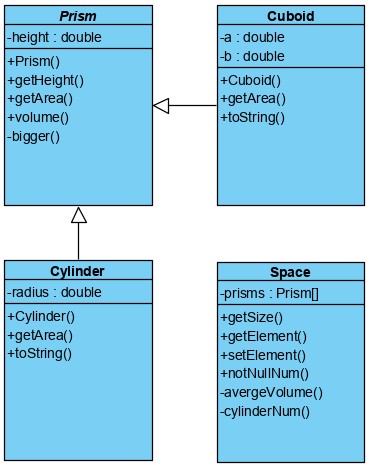 Prism
-height : double
+Prism()
+getHeight()
+getArea()
+volume()
-bigger()
Cuboid
-a : double
-b : double
+Cuboid()
+getArea()
+toString()
Cylinder
-radius : double
+Cylinder()
+getArea()
+toString()
Space
-prisms : Prism[]
+getSize()
+getElement()
+setElement()
+notNullNum()
-avergeVolume()
-cylinderNum()